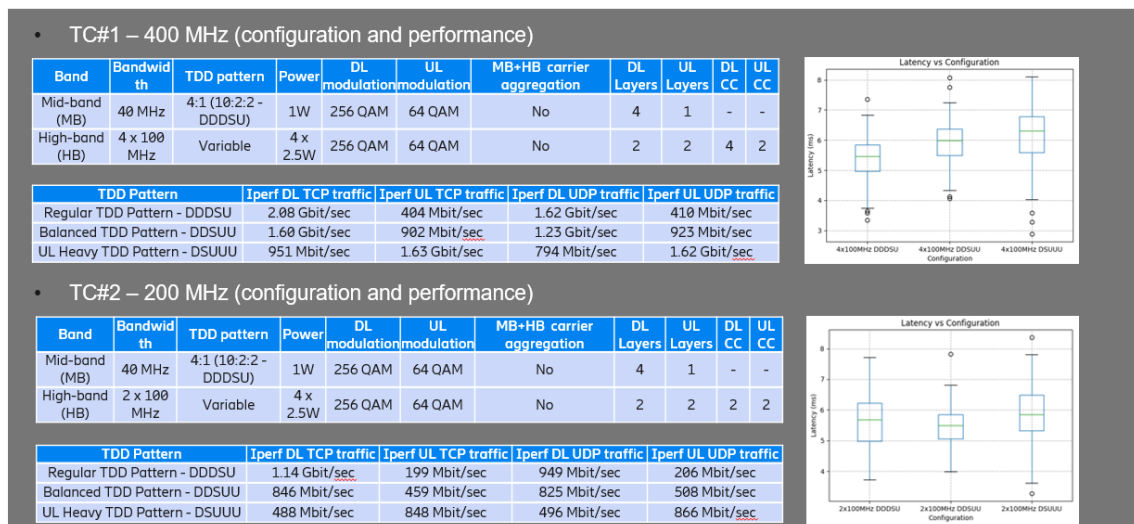 • TC#1 – 400 MHz (configuration and performance)
Band Bandwidth TDD pattern Power DL modulation UL modulation MB+HB carrier aggregation DL Layers UL Layers DL CC UL CC
Mid-band (MB) 40 MHz 4:1 (10:2:2 - DDDSU) 1W 256 QAM 64 QAM No 4 1 - -
High-band (HB) 4 x 100 MHz Variable 4 x 2.5W 256 QAM 64 QAM No 2 2 4 2
TDD Pattern Iperf DL TCP traffic Iperf UL TCP traffic Iperf DL UDP traffic Iperf UL UDP traffic
Regular TDD Pattern - DDDSU 2.08 Gbit/sec 404 Mbit/sec 1.62 Gbit/sec 410 Mbit/sec
Balanced TDD Pattern - DDSUU 1.60 Gbit/sec 902 Mbit/sec 1.23 Gbit/sec 923 Mbit/sec
UL Heavy TDD Pattern - DSUUU 951 Mbit/sec 1.63 Gbit/sec 794 Mbit/sec 1.62 Gbit/sec
Latency vs Configuration
Latency (ms)
8
7
6
5
4
3
4x100MHz DDDSU 4x100MHz DDSUU 4x100MHz DSUUU
Configuration
• TC#2 – 200 MHz (configuration and performance)
Band Bandwidth TDD pattern Power DL modulation UL modulation MB+HB carrier aggregation DL Layers UL Layers DL CC UL CC
Mid-band (MB) 40 MHz 4:1 (10:2:2 - DDDSU) 1W 256 QAM 64 QAM No 4 1 - -
High-band (HB) 2 x 100 MHz Variable 4 x 2.5W 256 QAM 64 QAM No 2 2 2 2
TDD Pattern Iperf DL TCP traffic Iperf UL TCP traffic Iperf DL UDP traffic Iperf UL UDP traffic
Regular TDD Pattern - DDDSU 1.14 Gbit/sec 199 Mbit/sec 949 Mbit/sec 206 Mbit/sec
Balanced TDD Pattern - DDSUU 846 Mbit/sec 459 Mbit/sec 825 Mbit/sec 508 Mbit/sec
UL Heavy TDD Pattern - DSUUU 488 Mbit/sec 848 Mbit/sec 496 Mbit/sec 866 Mbit/sec
Latency vs Configuration
Latency (ms)
8
7
6
5
4
2x100MHz DDDSU 2x100MHz DDSUU 2x100MHz DSUUU
Configuration